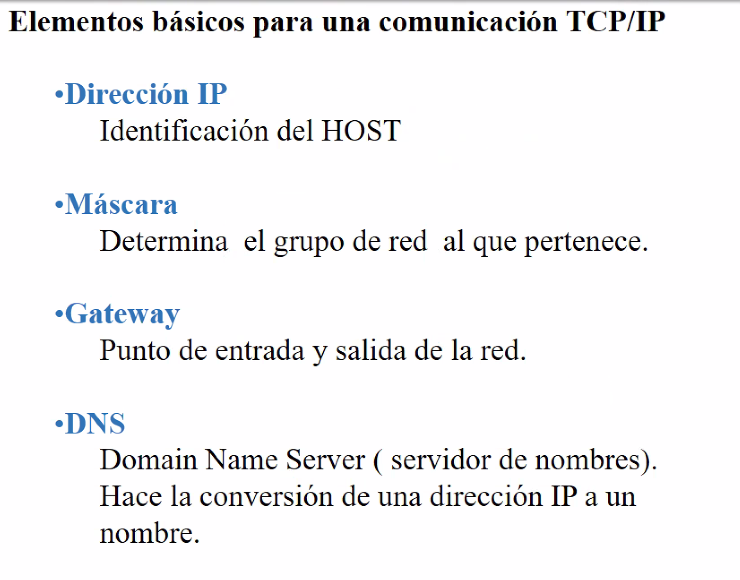 Elementos básicos para una comunicación TCP/IP
•Dirección IP
Identificación del HOST
•Máscara
Determina  el grupo de red  al que pertenece.
•Gateway
Punto de entrada y salida de la red.
•DNS
Domain Name Server ( servidor de nombres).
Hace la conversión de una dirección IP a un
nombre.